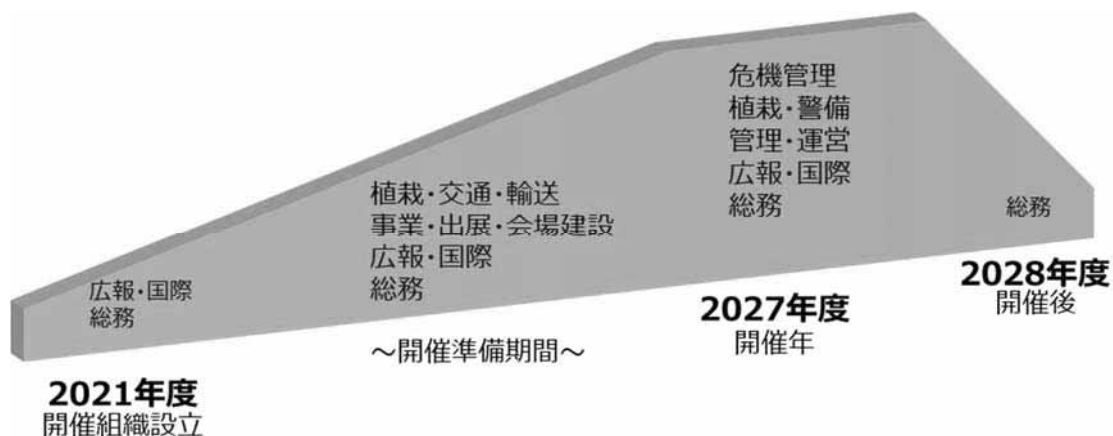 広報・国際
総務
2021年度
開催組織設立
植栽・交通・輸送
事業・出展・会場建設
広報・国際
総務
～開催準備期間～
危機管理
植栽・警備
管理・運営
広報・国際
総務
2027年度
開催年
総務
2028年度
開催後